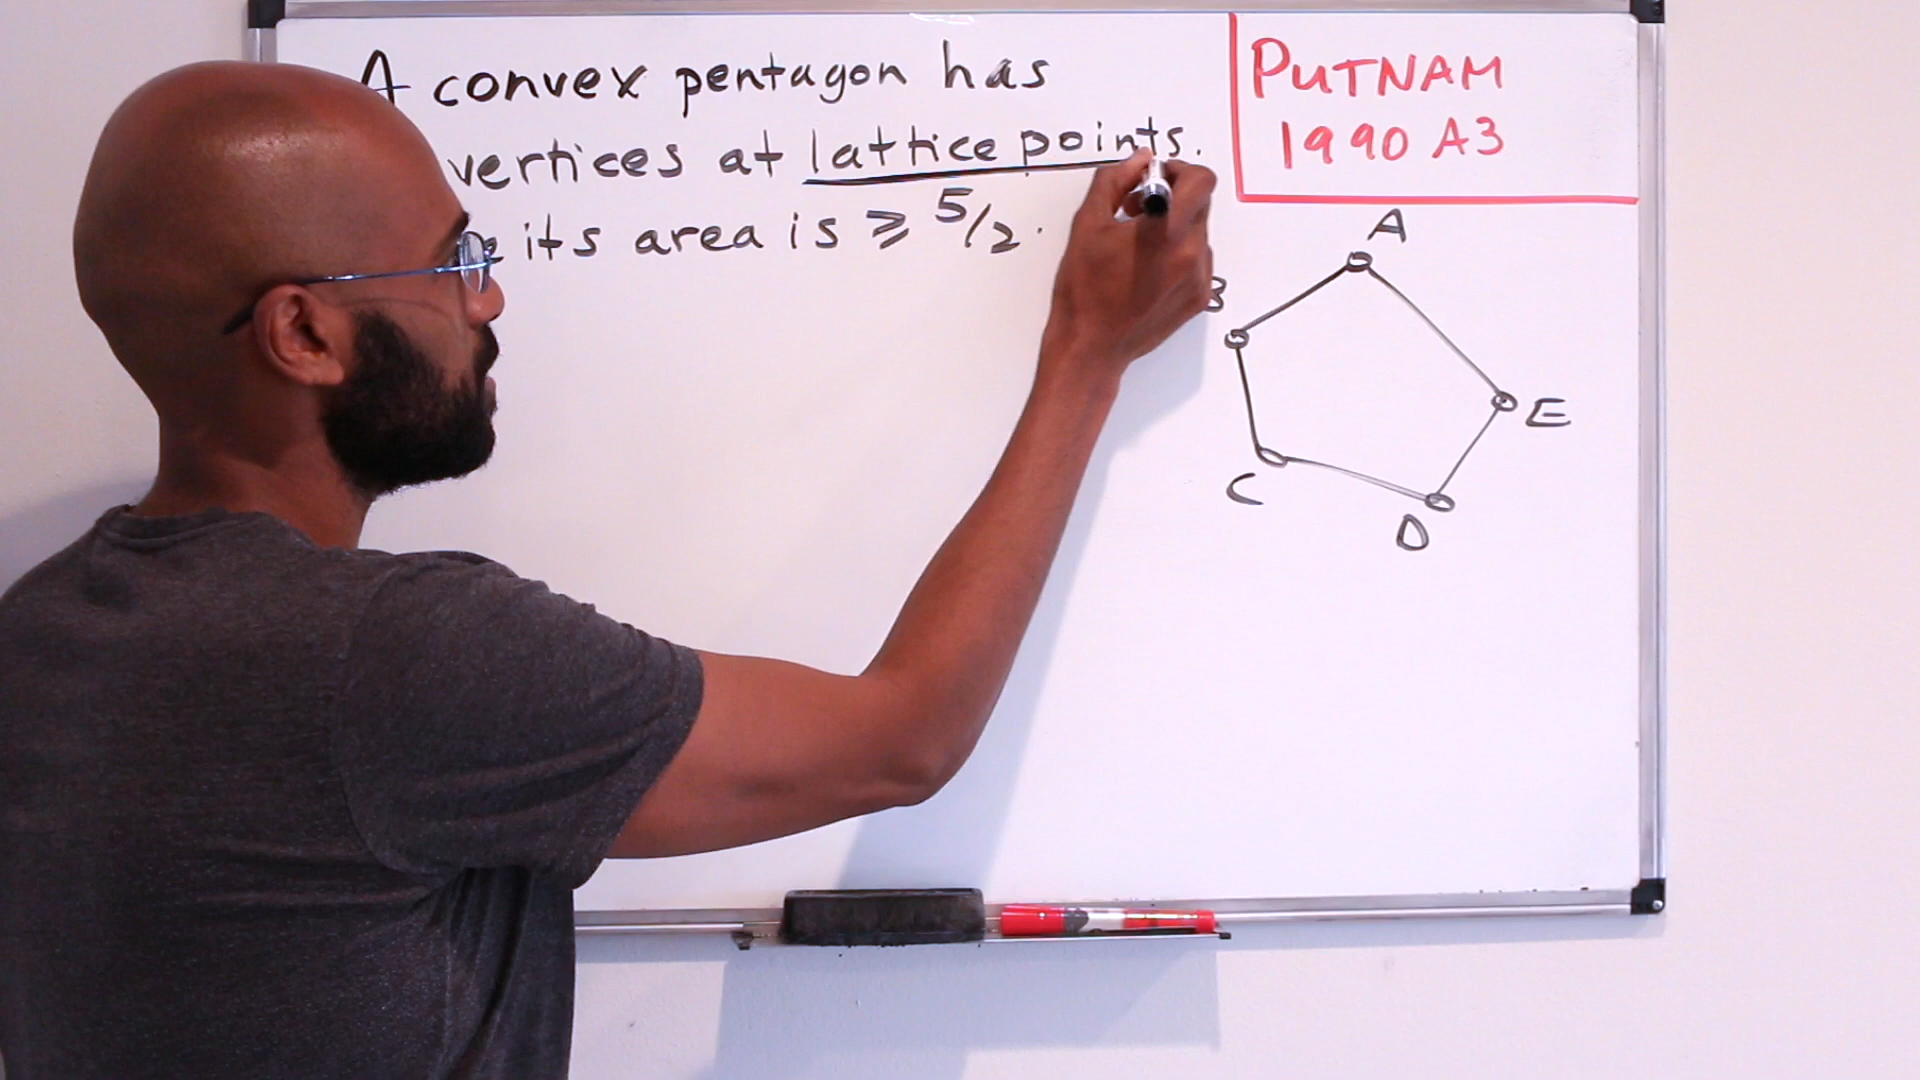 A convex pentagon has
vertices at lattice points.
its area is ≥ 5/2.
PUTNAM
1990 A3
A
B
E
C
D